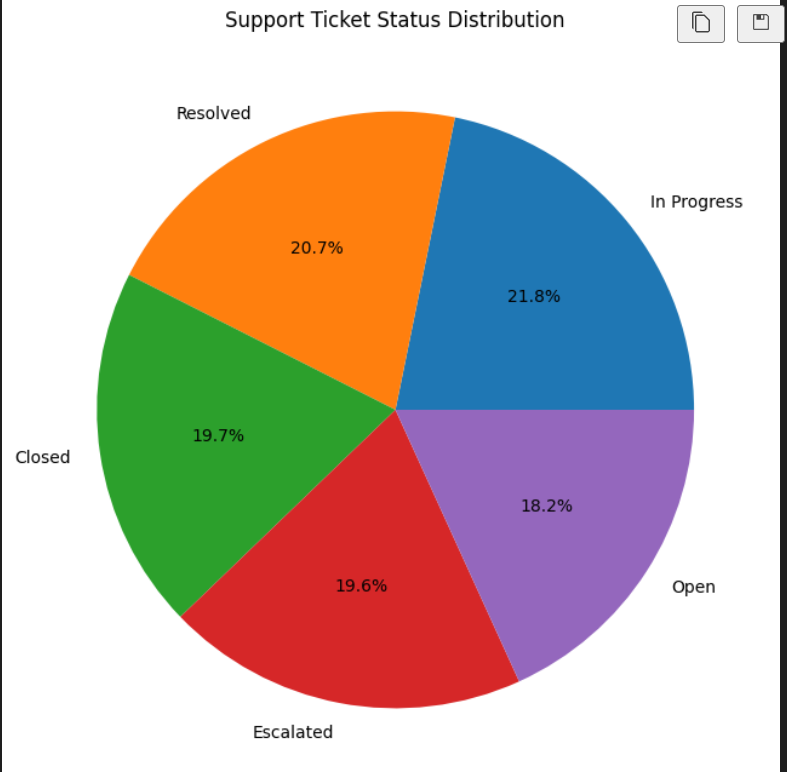 Support Ticket Status Distribution
Resolved
In Progress
20.7%
21.8%
19.7%
Closed
18.2%
19.6%
Open
Escalated